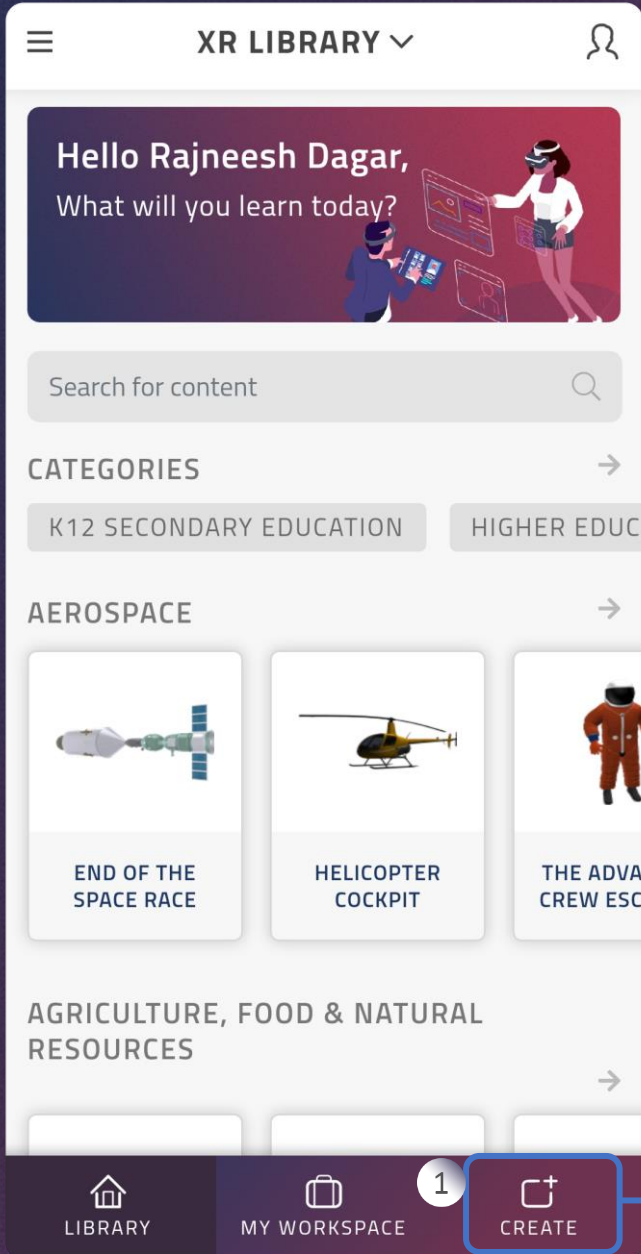 XR LIBRARY
Hello Rajneesh Dagar,
What will you learn today?
Search for content
CATEGORIES
K12 SECONDARY EDUCATION
HIGHER EDUC
AEROSPACE
END OF THE
SPACE RACE
HELICOPTER
COCKPIT
THE ADVA
CREW ESC
AGRICULTURE, FOOD & NATURAL
RESOURCES
1
LIBRARY
MY WORKSPACE
CREATE